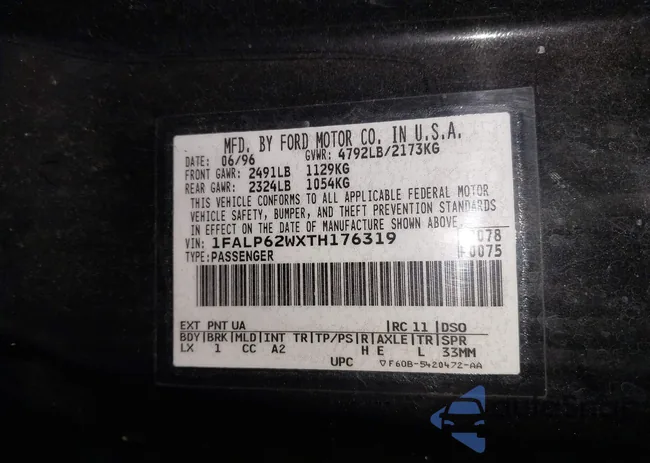 MFD. BY FORD MOTOR CO. IN U.S.A.
DATE: 06/96 GVWR: 4792LB/2173KG
FRONT GAWR: 2491LB 1129KG
REAR GAWR: 2324LB 1054KG
THIS VEHICLE CONFORMS TO ALL APPLICABLE FEDERAL MOTOR
VEHICLE SAFETY, BUMPER, AND THEFT PREVENTION STANDARDS
IN EFFECT ON THE DATE OF MANUFACTURE SHOWN ABOVE.
VIN: 1FALP62WXTH176319
TYPE: PASSENGER F0075
EXT PNT UA RC 11 DSO
BDY BRK MLD INT TR TP/PS R AXLE TR SPR
LX 1 CC A2 H E L 33MM
UPC F60B-5420472-AA